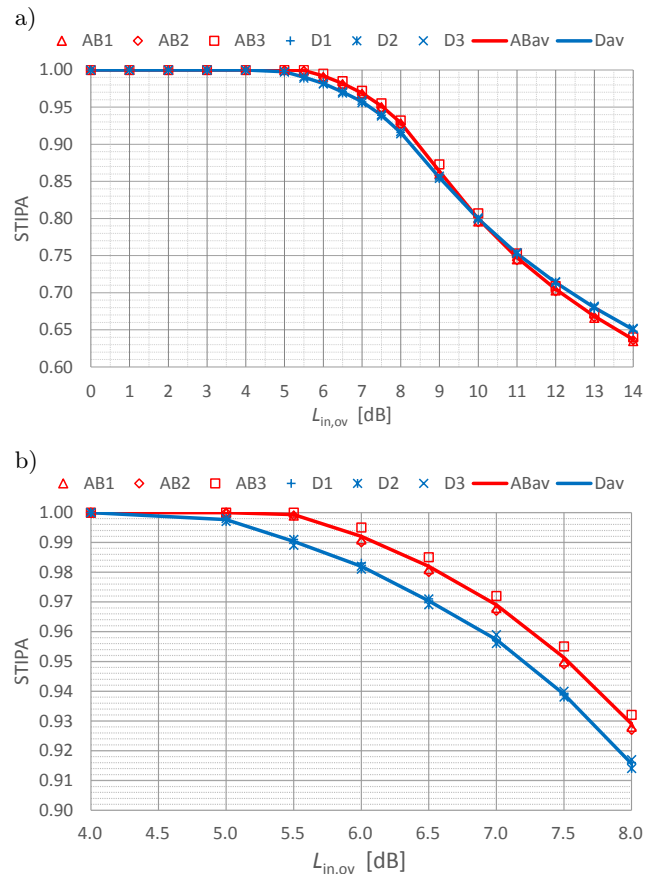 a)
AB1 AB2 AB3 D1 D2 D3 ABav Dav
1.00
0.95
0.90
0.85
0.80
0.75
0.70
0.65
0.60
STIPA
0 1 2 3 4 5 6 7 8 9 10 11 12 13 14
Lin,ov [dB]
b)
AB1 AB2 AB3 D1 D2 D3 ABav Dav
1.00
0.99
0.98
0.97
0.96
0.95
0.94
0.93
0.92
0.91
0.90
STIPA
4.0 4.5 5.0 5.5 6.0 6.5 7.0 7.5 8.0
Lin,ov [dB]